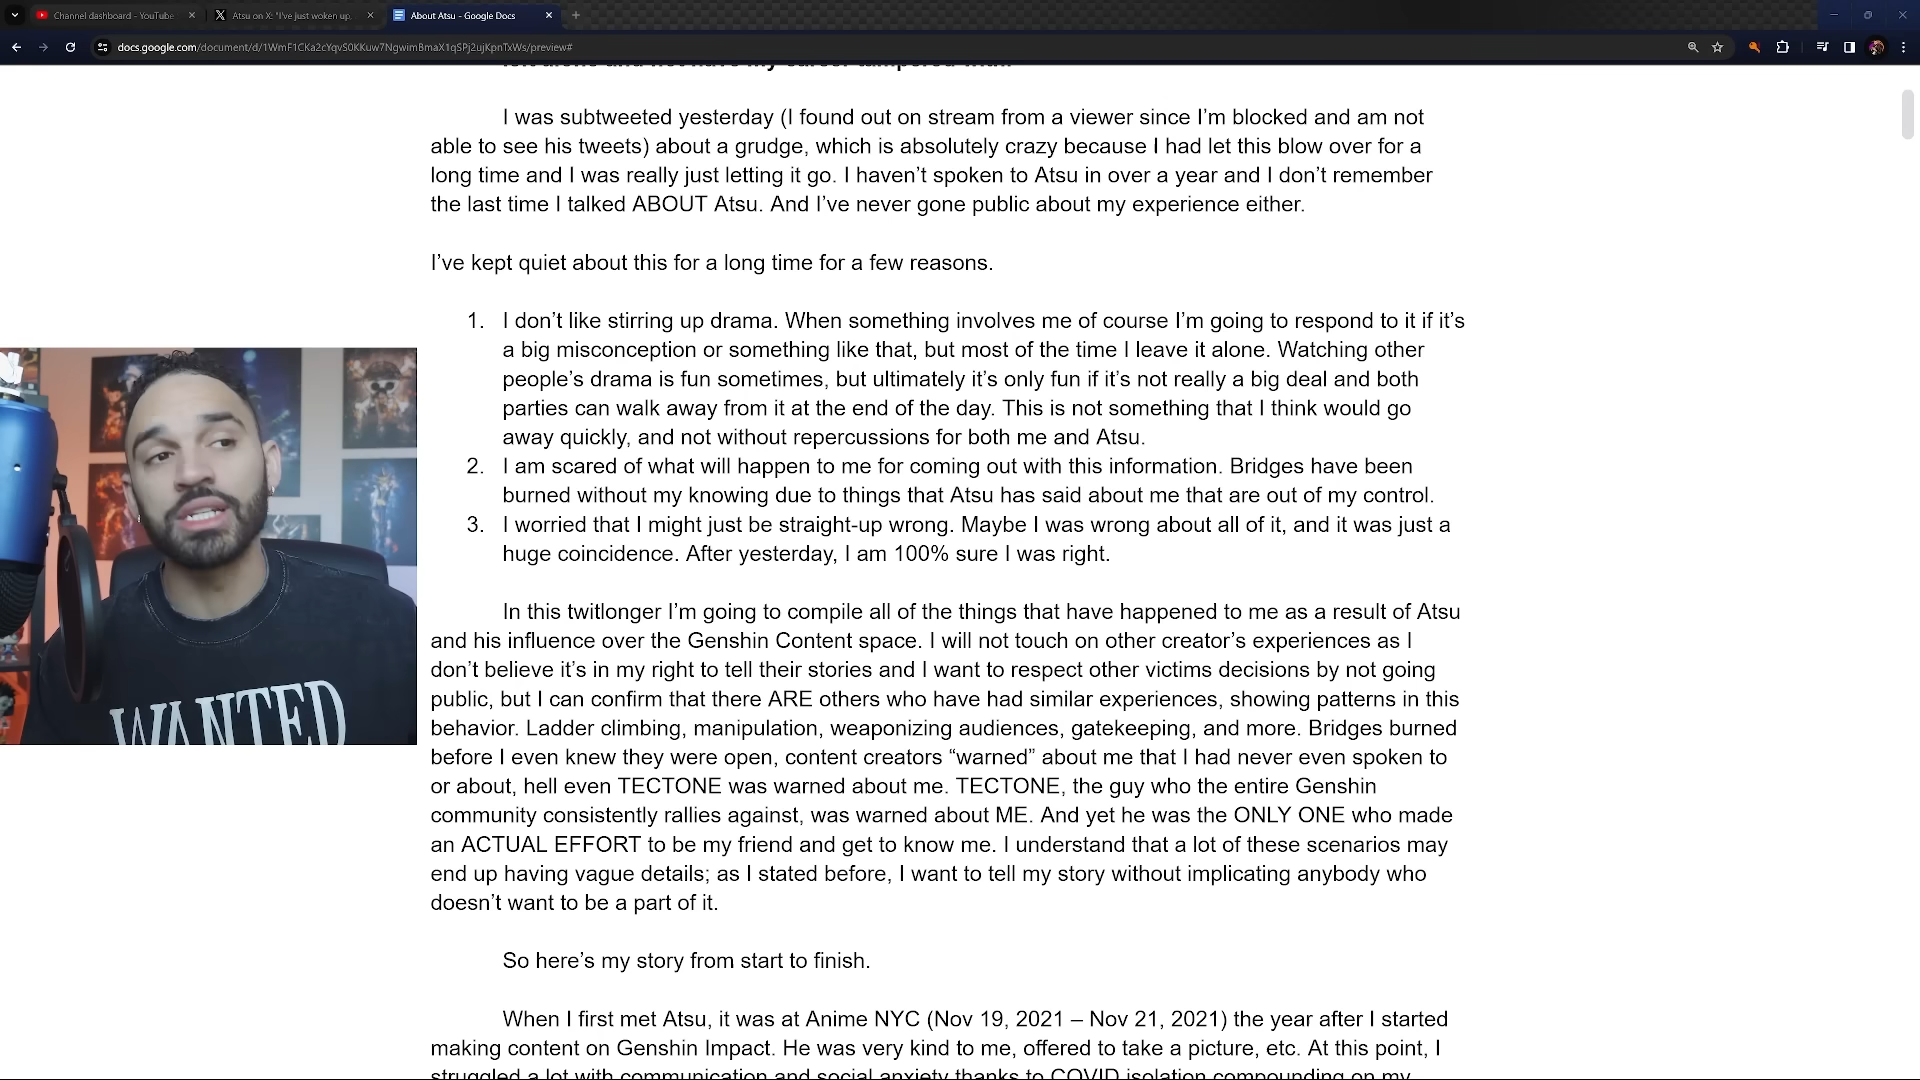 Channel dashboard - YouTube
Atsu on X: "I've just woken up,
About Atsu - Google Docs
docs.google.com/document/d/1WmF1CKa2cYqvS0KKuw7NgwimBmaX1qSPj2ujKpnTxWs/preview#
I was subtweeted yesterday (I found out on stream from a viewer since I'm blocked and am not
able to see his tweets) about a grudge, which is absolutely crazy because I had let this blow over for a
long time and I was really just letting it go. I haven't spoken to Atsu in over a year and I don't remember
the last time I talked ABOUT Atsu. And I've never gone public about my experience either.
I've kept quiet about this for a long time for a few reasons.
1. I don't like stirring up drama. When something involves me of course I'm going to respond to it if it's
a big misconception or something like that, but most of the time I leave it alone. Watching other
people's drama is fun sometimes, but ultimately it's only fun if it's not really a big deal and both
parties can walk away from it at the end of the day. This is not something that I think would go
away quickly, and not without repercussions for both me and Atsu.
2. I am scared of what will happen to me for coming out with this information. Bridges have been
burned without my knowing due to things that Atsu has said about me that are out of my control.
3. I worried that I might just be straight-up wrong. Maybe I was wrong about all of it, and it was just a
huge coincidence. After yesterday, I am 100% sure I was right.
In this twitlonger I'm going to compile all of the things that have happened to me as a result of Atsu
and his influence over the Genshin Content space. I will not touch on other creator's experiences as I
don't believe it's in my right to tell their stories and I want to respect other victims decisions by not going
public, but I can confirm that there ARE others who have had similar experiences, showing patterns in this
behavior. Ladder climbing, manipulation, weaponizing audiences, gatekeeping, and more. Bridges burned
before I even knew they were open, content creators “warned” about me that I had never even spoken to
or about, hell even TECTONE was warned about me. TECTONE, the guy who the entire Genshin
community consistently rallies against, was warned about ME. And yet he was the ONLY ONE who made
an ACTUAL EFFORT to be my friend and get to know me. I understand that a lot of these scenarios may
end up having vague details; as I stated before, I want to tell my story without implicating anybody who
doesn't want to be a part of it.
So here's my story from start to finish.
When I first met Atsu, it was at Anime NYC (Nov 19, 2021 – Nov 21, 2021) the year after I started
making content on Genshin Impact. He was very kind to me, offered to take a picture, etc. At this point, I
struggled a lot with communication and social anxiety thanks to COVID isolation compounding on my
WANTED